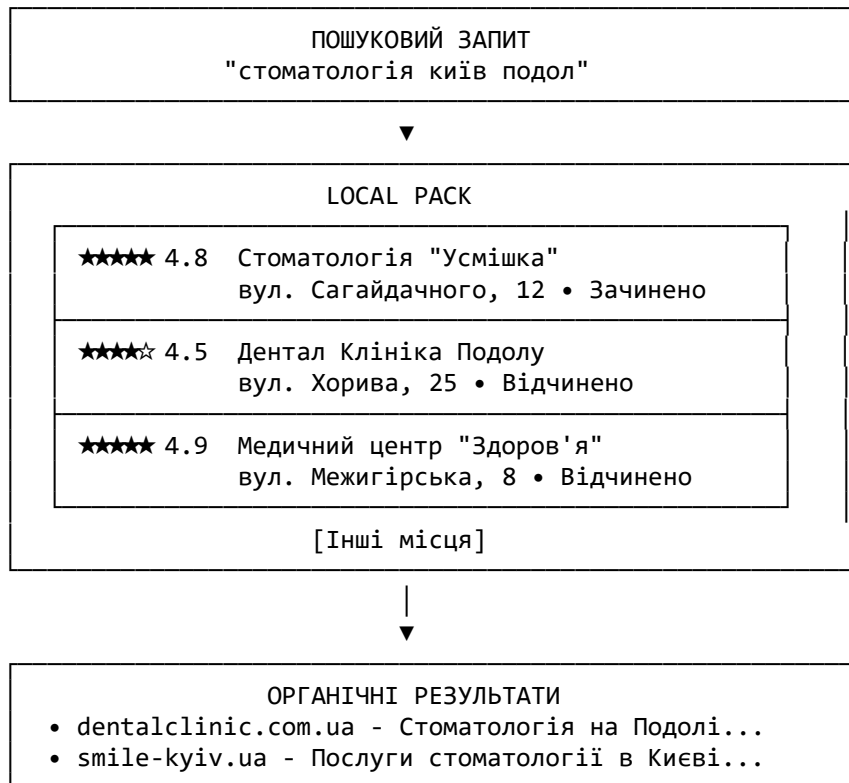 ПОШУКОВИЙ ЗАПИТ
"стоматологія київ подол"
▼
LOCAL PACK
★★★★★ 4.8 Стоматологія "Усмішка"
вул. Сагайдачного, 12 • Зачинено
★★★★☆ 4.5 Дентал Клініка Подолу
вул. Хорива, 25 • Відчинено
★★★★★ 4.9 Медичний центр "Здоров'я"
вул. Межигірська, 8 • Відчинено
[Інші місця]
▼
ОРГАНІЧНІ РЕЗУЛЬТАТИ
• dentalclinic.com.ua - Стоматологія на Подолі...
• smile-kyiv.ua - Послуги стоматології в Києві...